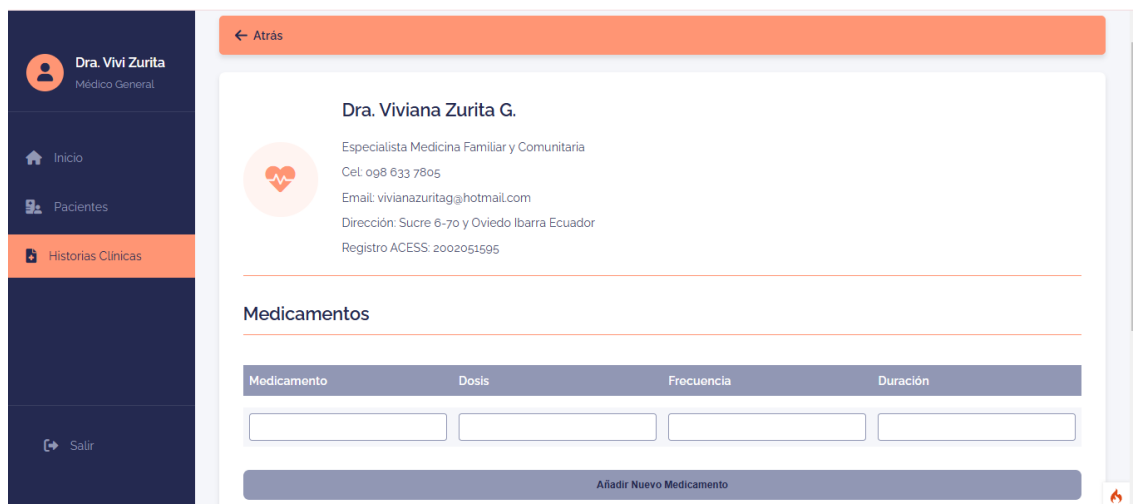 Dra. Vivi Zurita
Médico General
Inicio
Pacientes
Historias Clínicas
Salir
Atrás
Dra. Viviana Zurita G.
Especialista Medicina Familiar y Comunitaria
Cel: 098 633 7805
Email: vivianazuritag@hotmail.com
Dirección: Sucre 6-70 y Oviedo Ibarra Ecuador
Registro ACESS: 2002051595
Medicamentos
Medicamento Dosis Frecuencia Duración
Añadir Nuevo Medicamento